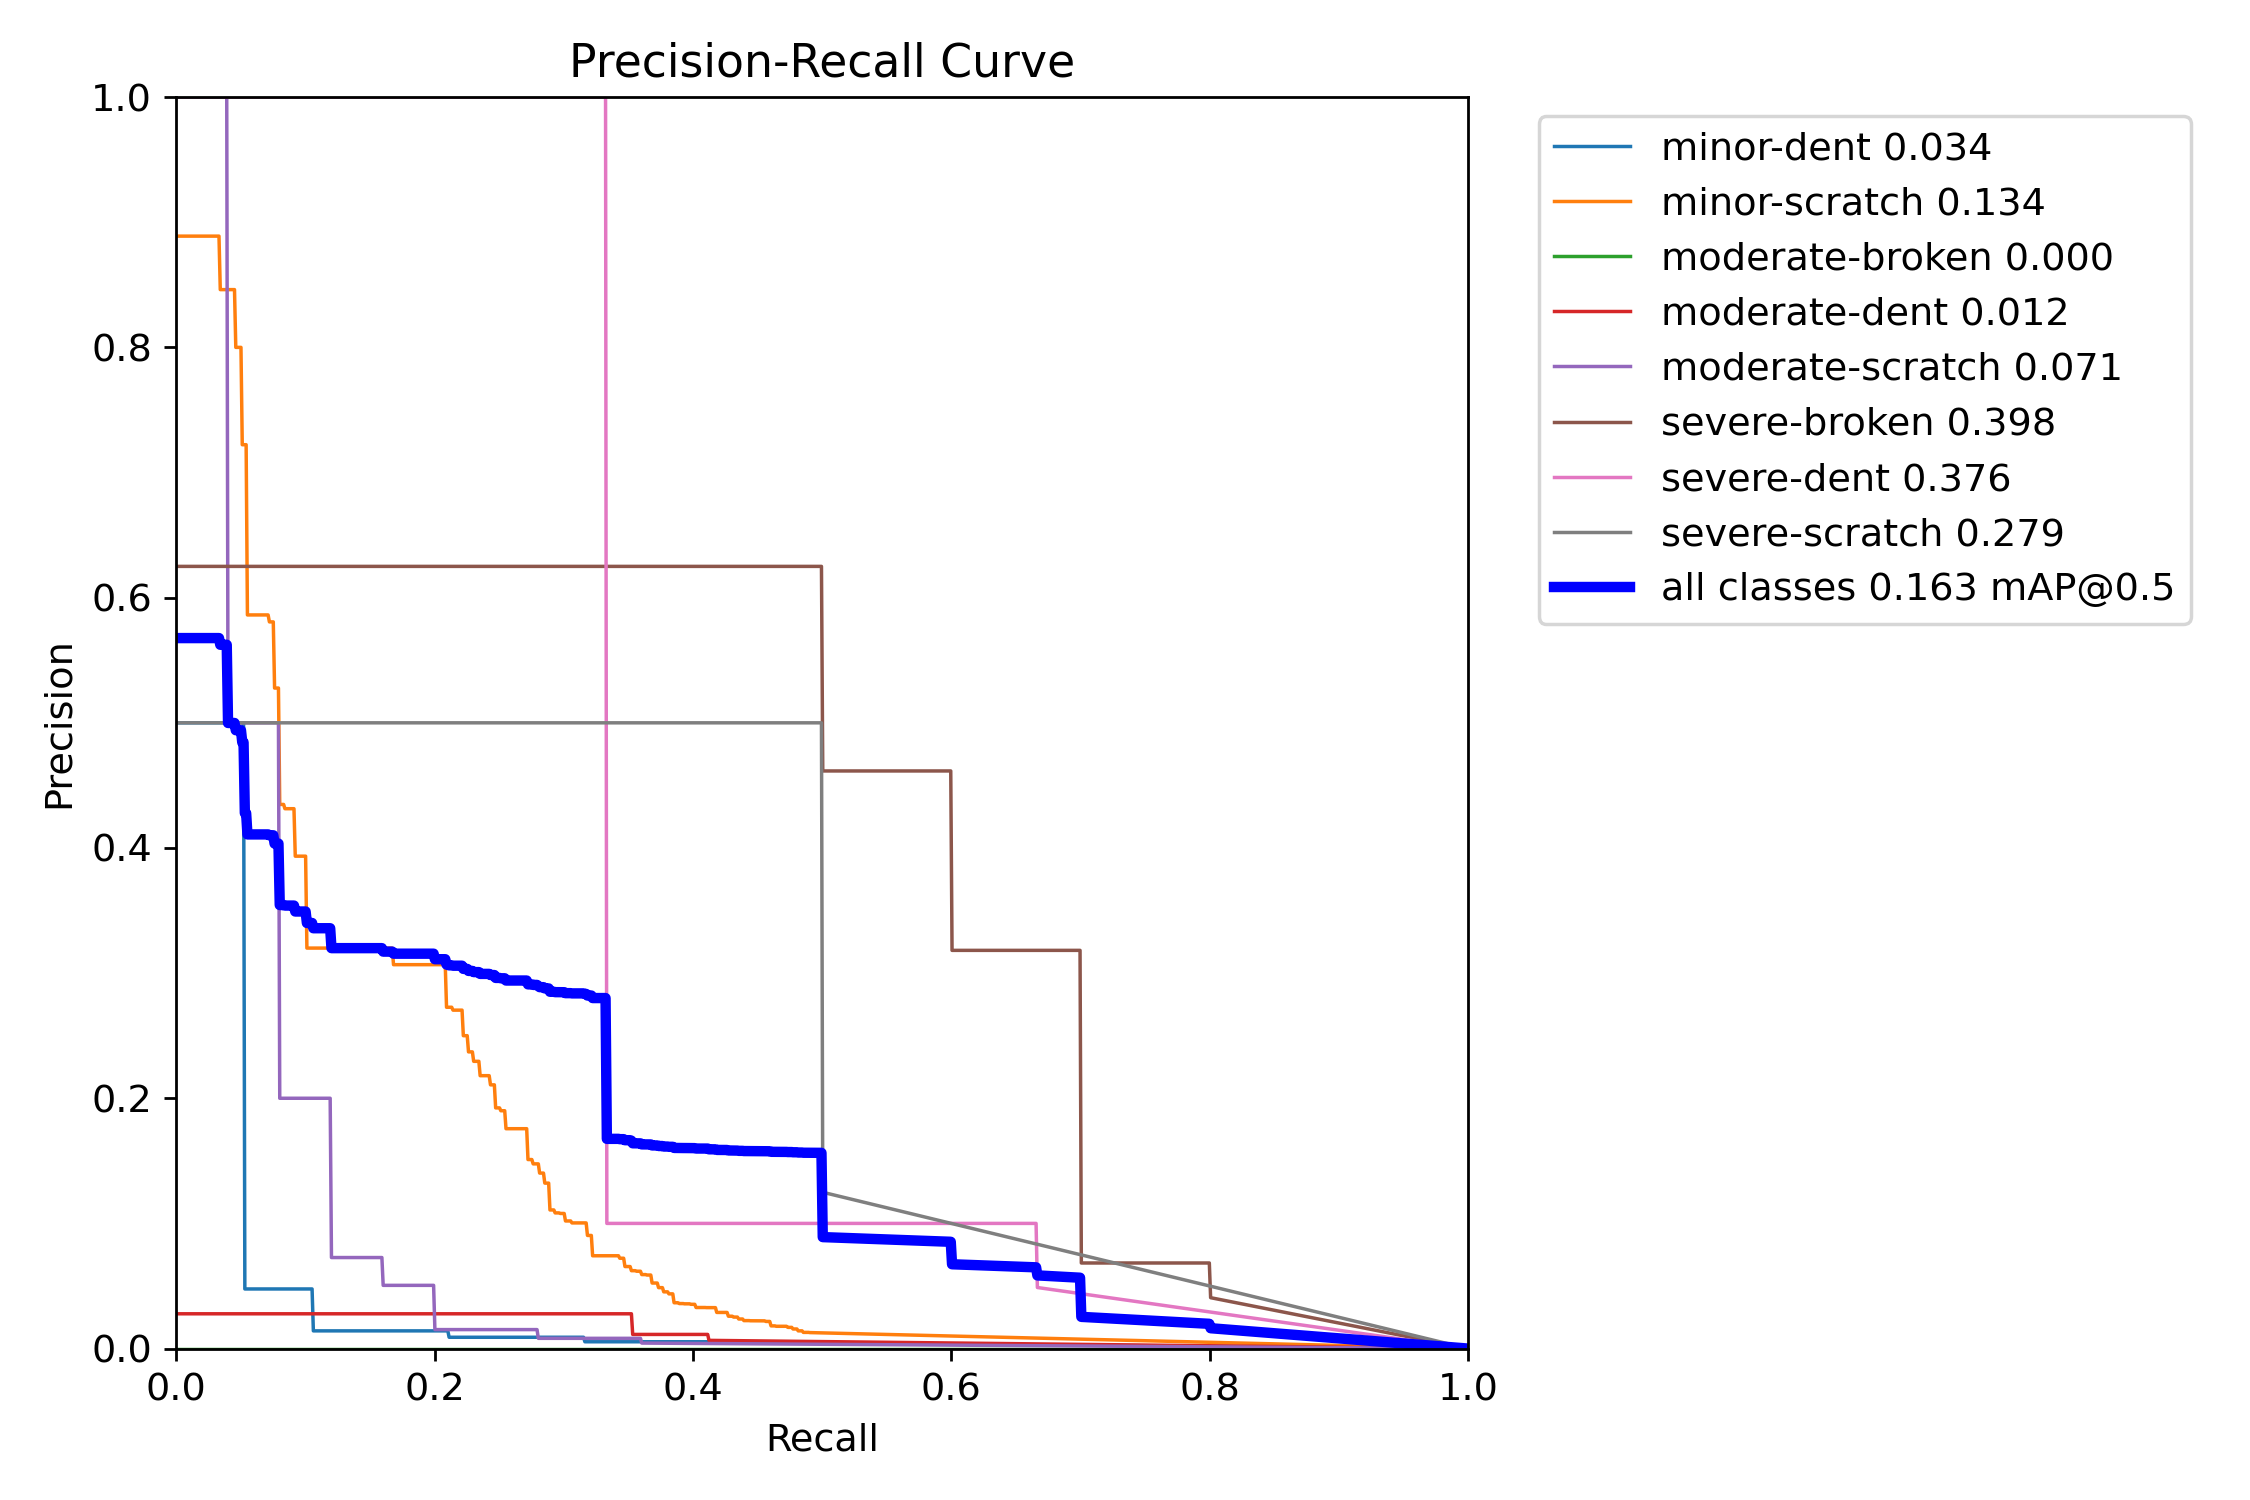 Precision-Recall Curve
1.0
0.8
0.6
0.4
0.2
0.0
Precision
0.0 0.2 0.4 0.6 0.8 1.0
Recall
minor-dent 0.034
minor-scratch 0.134
moderate-broken 0.000
moderate-dent 0.012
moderate-scratch 0.071
severe-broken 0.398
severe-dent 0.376
severe-scratch 0.279
all classes 0.163 mAP@0.5